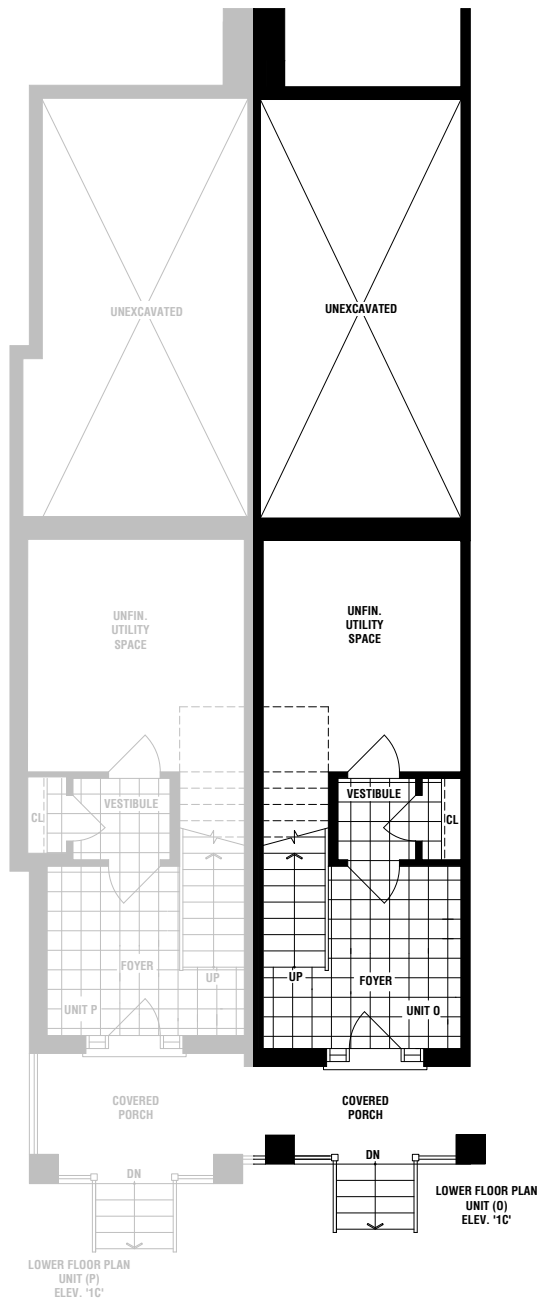 UNEXCAVATED
UNEXCAVATED
UNFIN.
UTILITY
SPACE
UNFIN.
UTILITY
SPACE
VESTIBULE
CL
VESTIBULE
CL
FOYER
UP
UNIT P
UP
FOYER
UNIT O
COVERED
PORCH
COVERED
PORCH
DN
DN
LOWER FLOOR PLAN
UNIT (O)
ELEV. '1C'
LOWER FLOOR PLAN
UNIT (P)
ELEV. '1C'